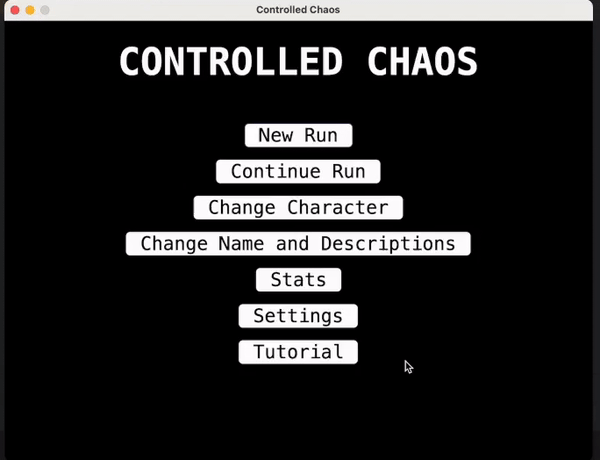 Controlled Chaos
CONTROLLED CHAOS
New Run
Continue Run
Change Character
Change Name and Descriptions
Stats
Settings
Tutorial